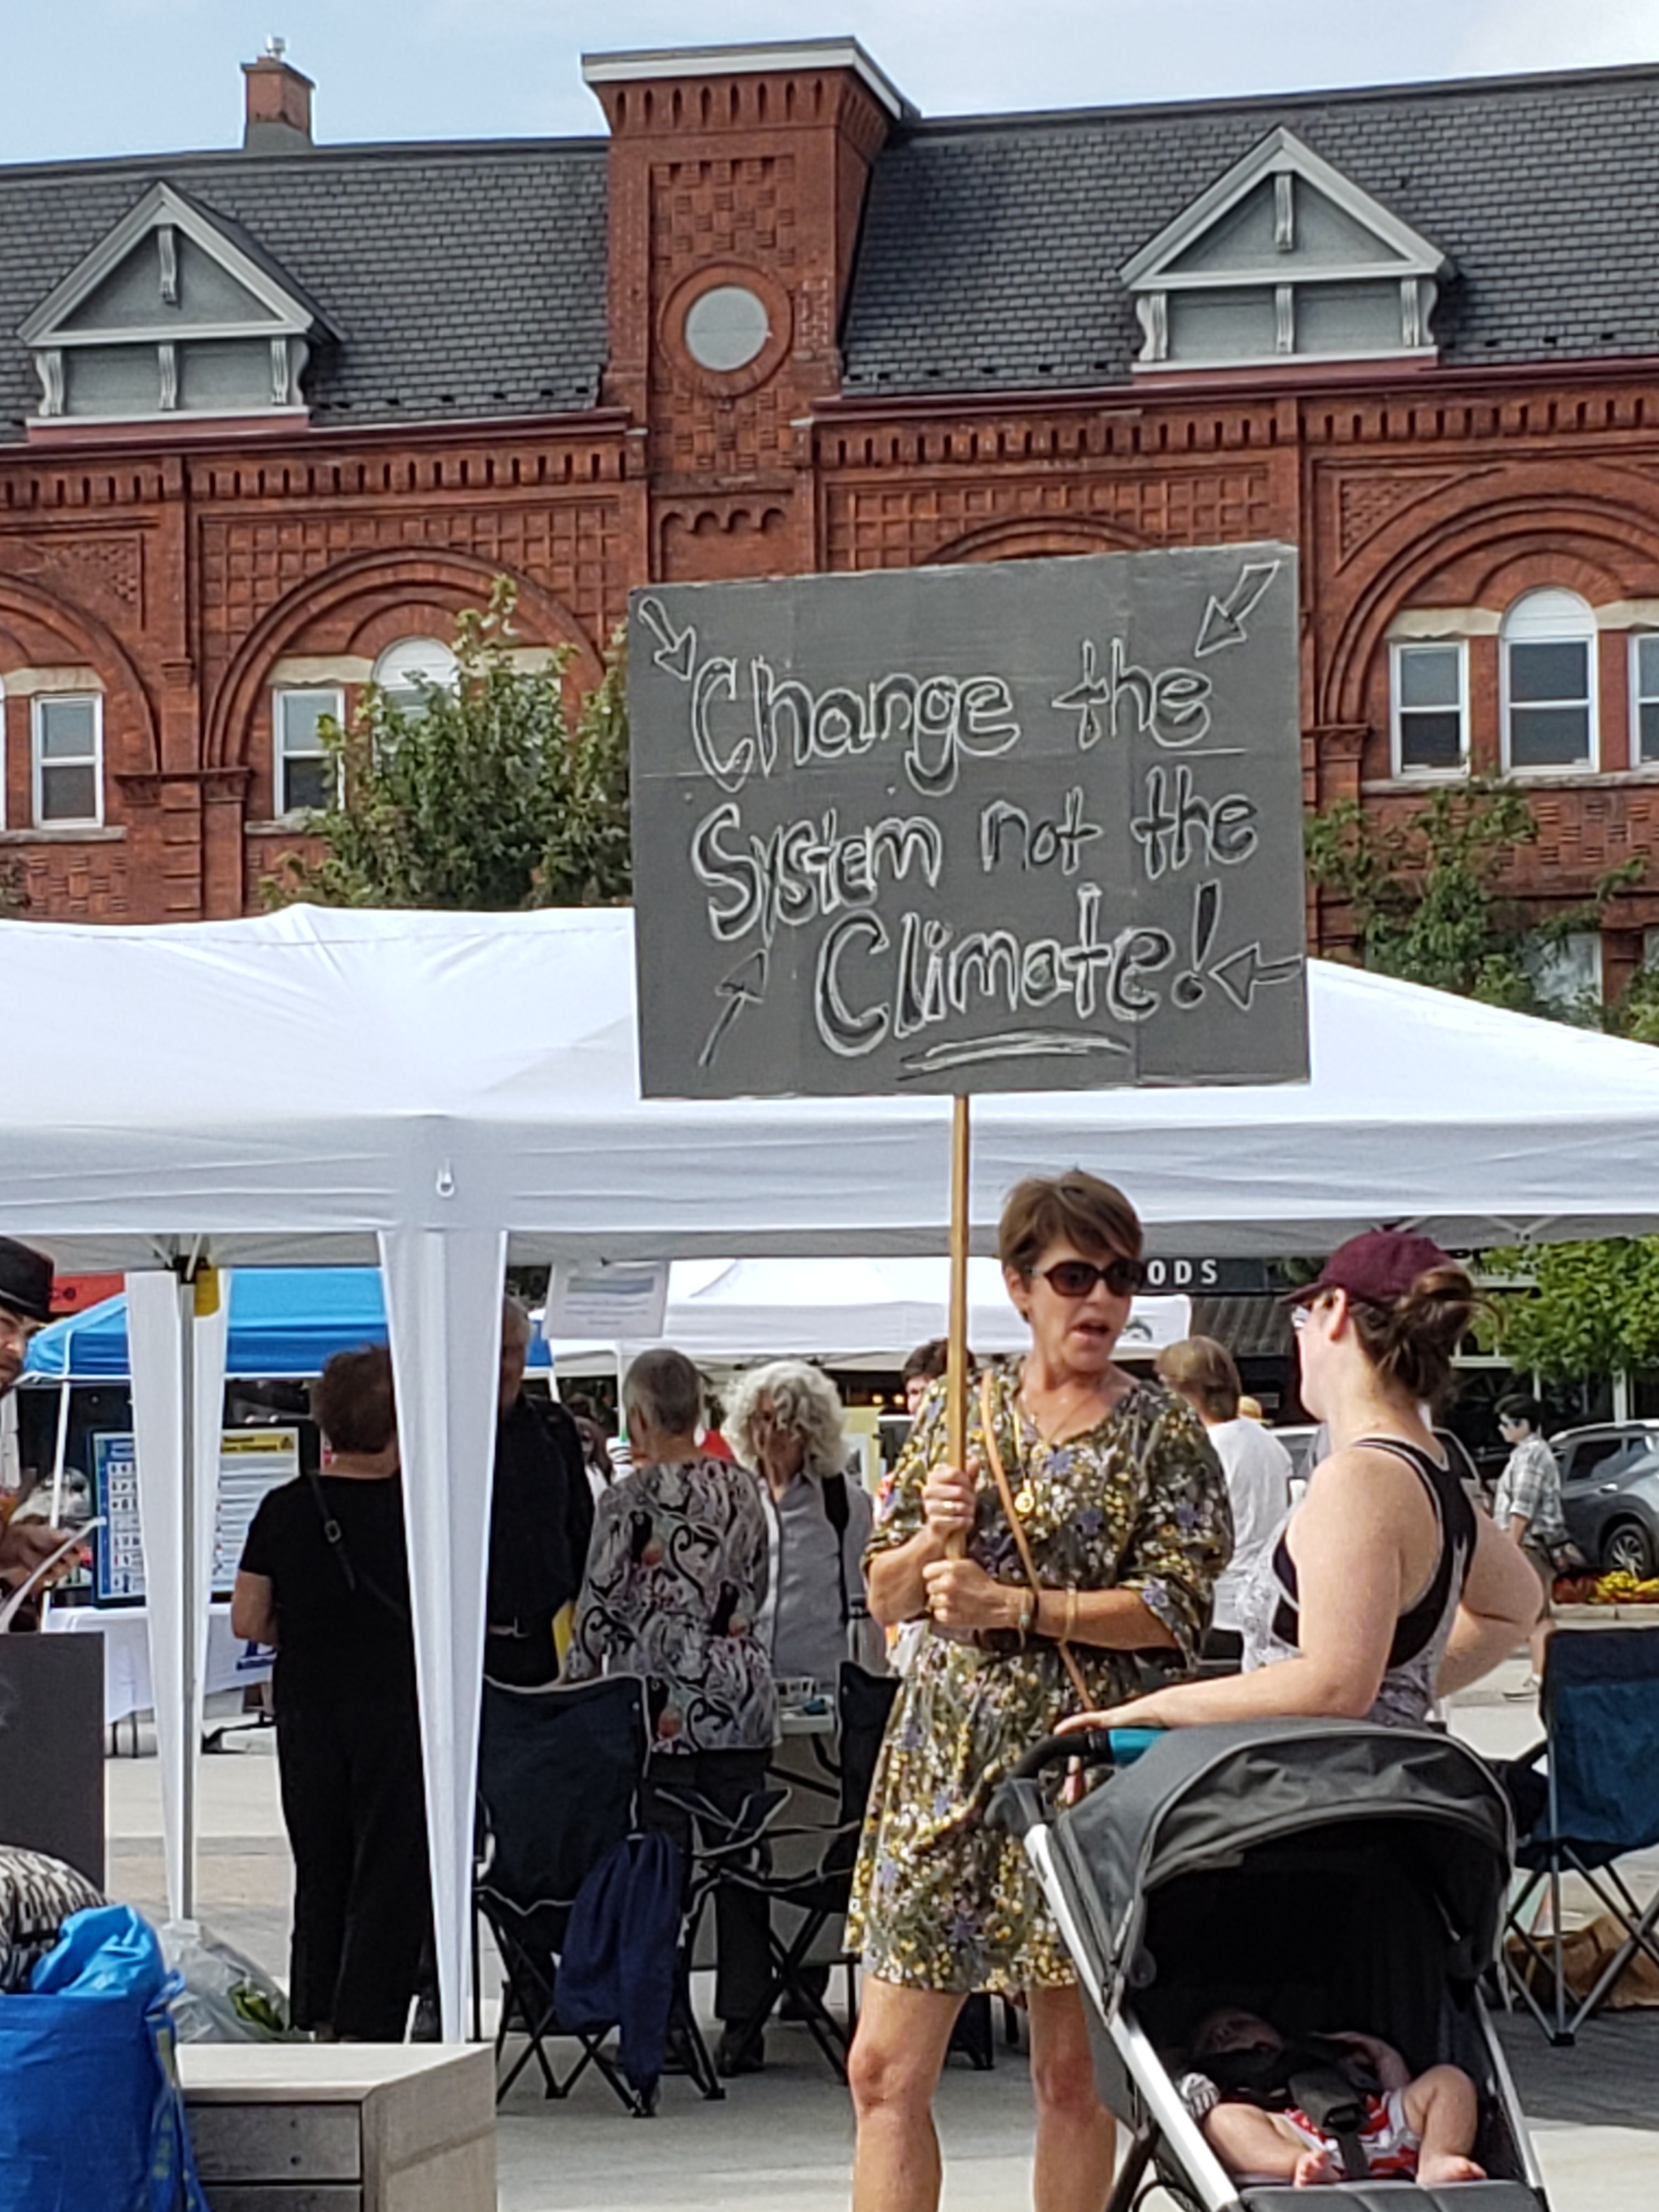 Change the
System not the
Climate!
ODS